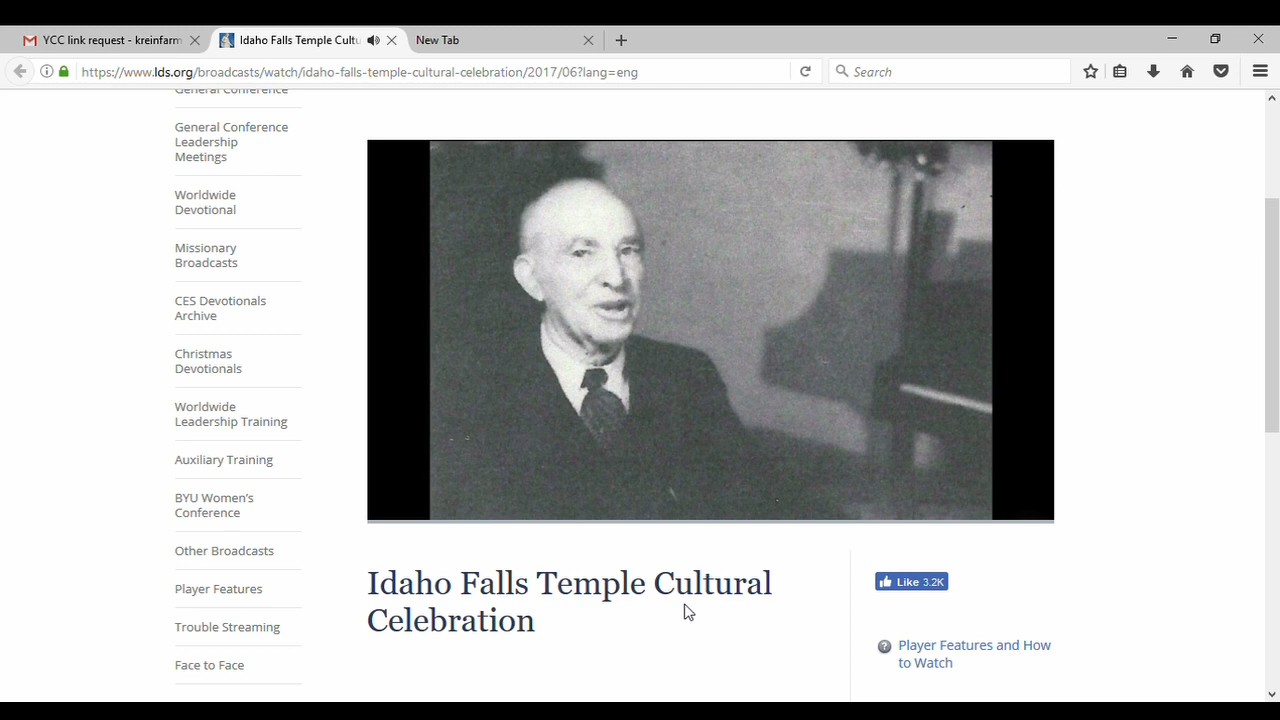 YCC link request - kreinfarm
Idaho Falls Temple Cultu
New Tab
https://www.lds.org/broadcasts/watch/idaho-falls-temple-cultural-celebration/2017/06?lang=eng
Search
General Conference
General Conference
Leadership
Meetings
Worldwide
Devotional
Missionary
Broadcasts
CES Devotionals
Archive
Christmas
Devotionals
Worldwide
Leadership Training
Auxiliary Training
BYU Women's
Conference
Other Broadcasts
Player Features
Trouble Streaming
Face to Face
Idaho Falls Temple Cultural
Celebration
Like 3.2K
? Player Features and How
to Watch